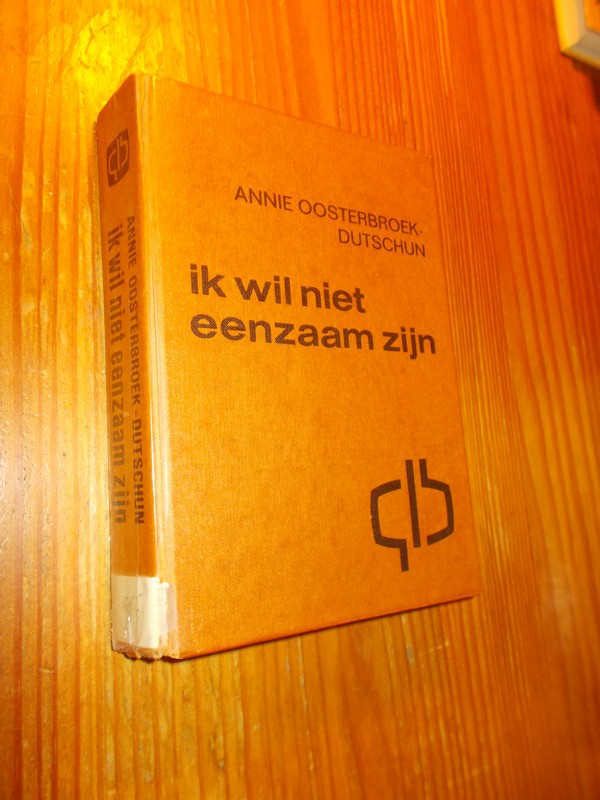 ANNIE OOSTERBROEK-
DUTSCHUN
ik wil niet
eenzaam zijn
ANNIE OOSTERBROEK-DUTSCHUN
ik wil niet eenzaam zijn